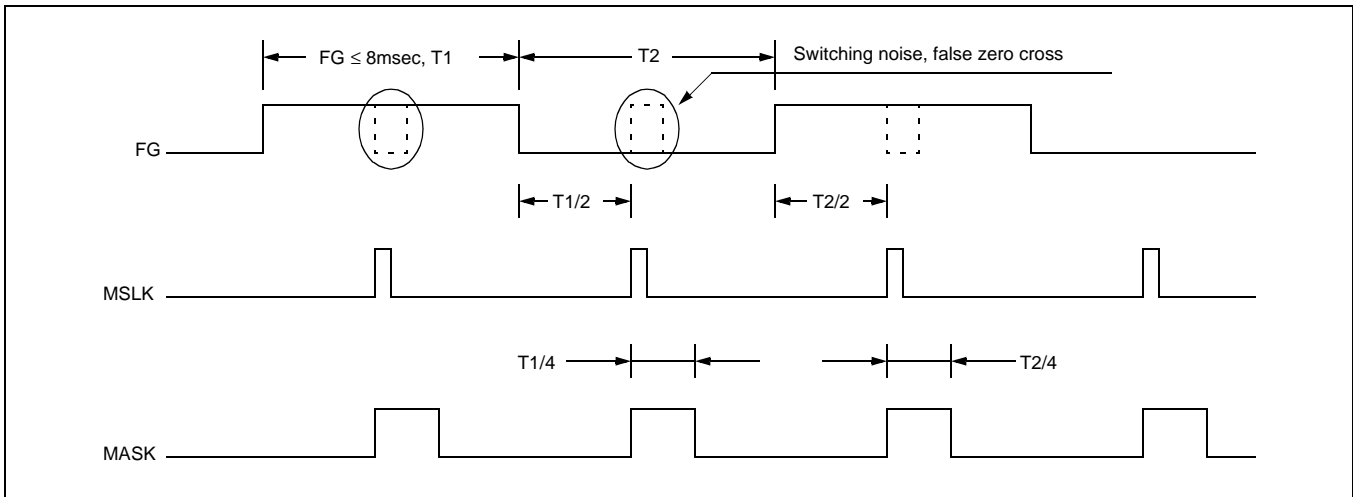 FG ≤ 8msec, T1
T2
Switching noise, false zero cross
FG
T1/2
T2/2
MSLK
T1/4
T2/4
MASK